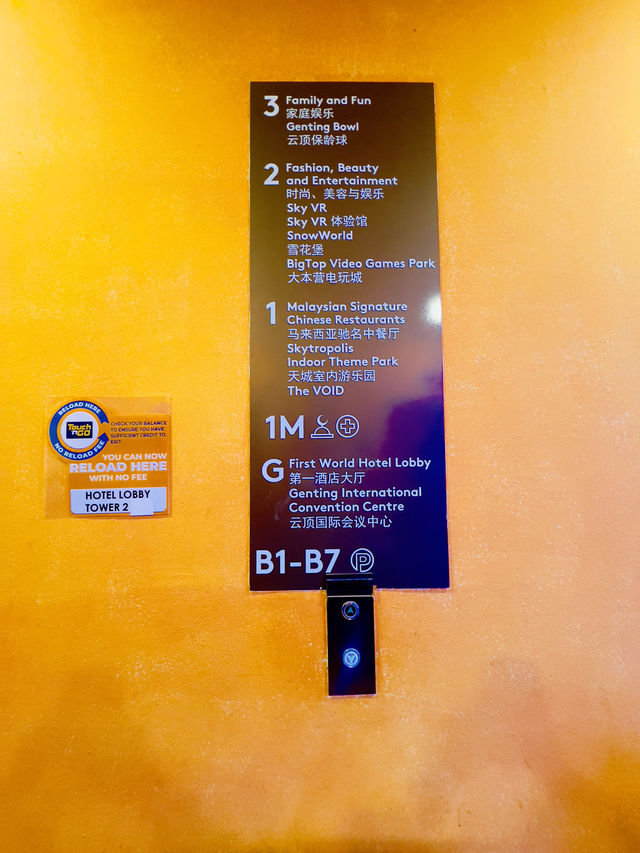 3 Family and Fun
家庭娱乐
Genting Bowl
云顶保龄球
2 Fashion, Beauty
and Entertainment
时尚、美容与娱乐
Sky VR
Sky VR 体验馆
SnowWorld
雪花堡
BigTop Video Games Park
大本营电玩城
1 Malaysian Signature
Chinese Restaurants
马来西亚驰名中餐厅
Skytropolis
Indoor Theme Park
天城室内游乐园
The VOID
1M
G First World Hotel Lobby
第一酒店大厅
Genting International
Convention Centre
云顶国际会议中心
B1-B7 P
RELOAD HERE
Touch
'nGO
NO RELOAD FEE
CHECK YOUR BALANCE
TO ENSURE YOU HAVE
SUFFICIENT CREDIT TO
EXIT
YOU CAN NOW
RELOAD HERE
WITH NO FEE
HOTEL LOBBY
TOWER 2